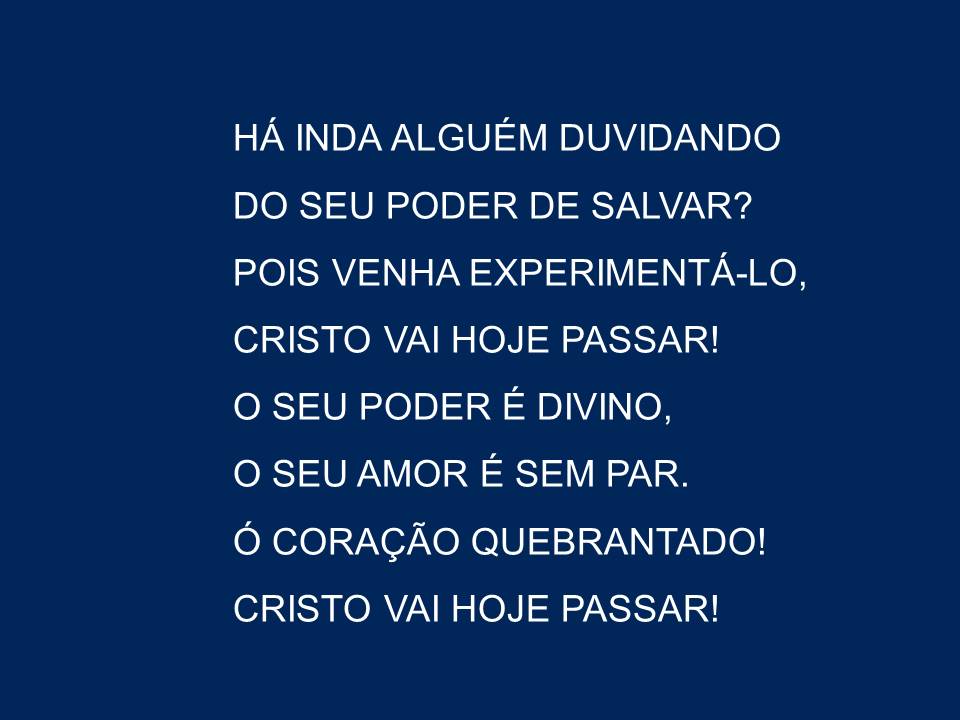 HÁ INDA ALGUÉM DUVIDANDO
DO SEU PODER DE SALVAR?
POIS VENHA EXPERIMENTÁ-LO,
CRISTO VAI HOJE PASSAR!
O SEU PODER É DIVINO,
O SEU AMOR É SEM PAR.
Ó CORAÇÃO QUEBRANTADO!
CRISTO VAI HOJE PASSAR!